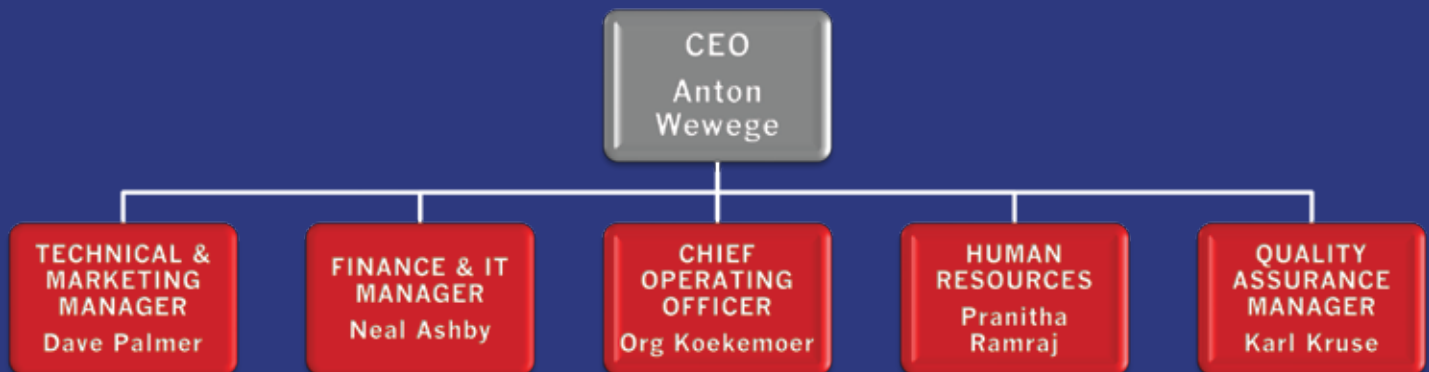 CEO
Anton
Wewege
TECHNICAL &
MARKETING
MANAGER
Dave Palmer
FINANCE & IT
MANAGER
Neal Ashby
CHIEF
OPERATING
OFFICER
Org Koekemoer
HUMAN
RESOURCES
Pranitha
Ramraj
QUALITY
ASSURANCE
MANAGER
Karl Kruse